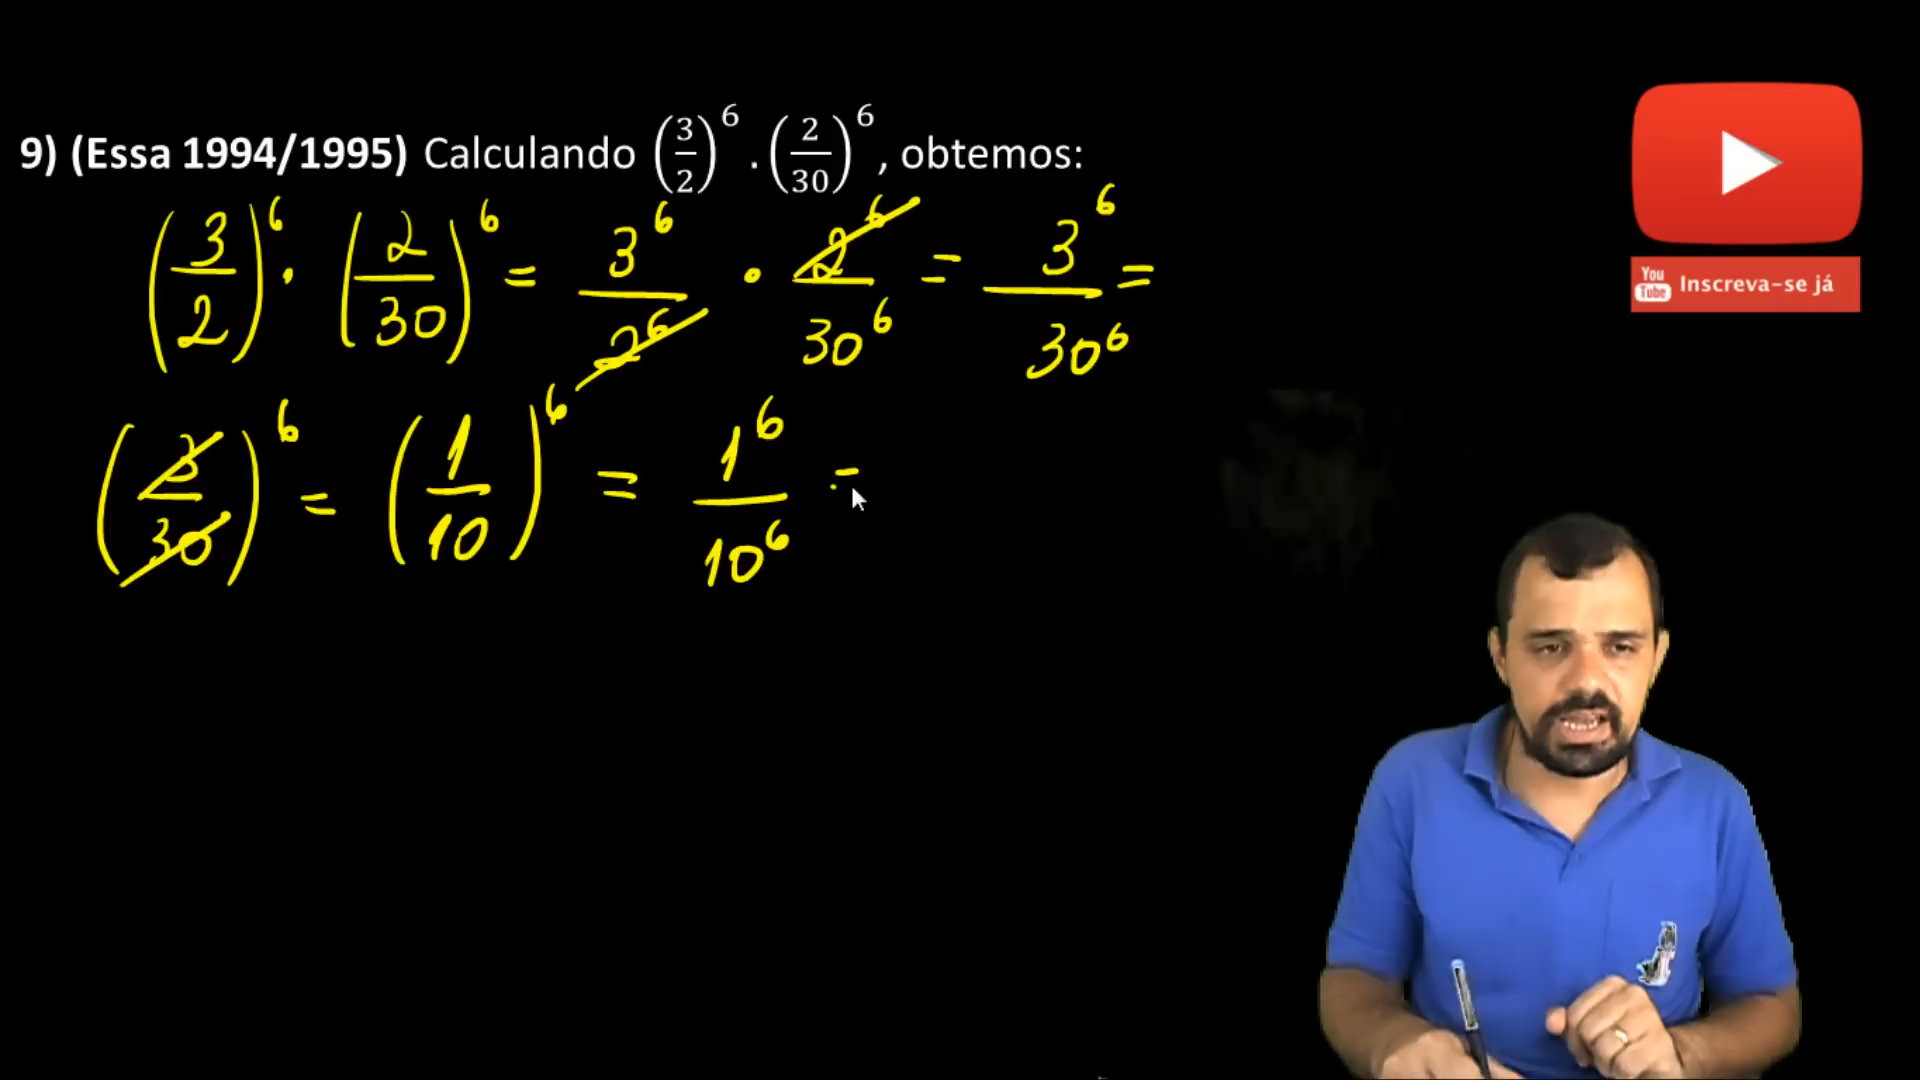 9) (Essa 1994/1995) Calculando (3/2)^6 . (2/30)^6, obtemos:
(3/2)^6 · (2/30)^6 = 3^6/2^6 · 2^6/30^6 = 3^6/30^6 =
(3/30)^6 = (1/10)^6 = 1^6/10^6 =
You Tube Inscreva-se já